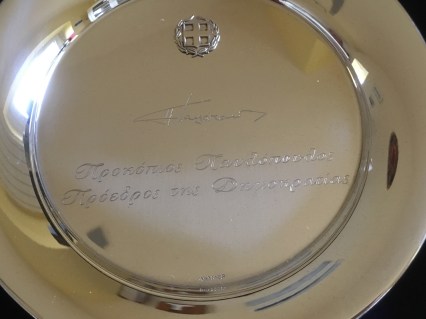 Προκόπιος Παυλόπουλος
Πρόεδρος της Δημοκρατίας